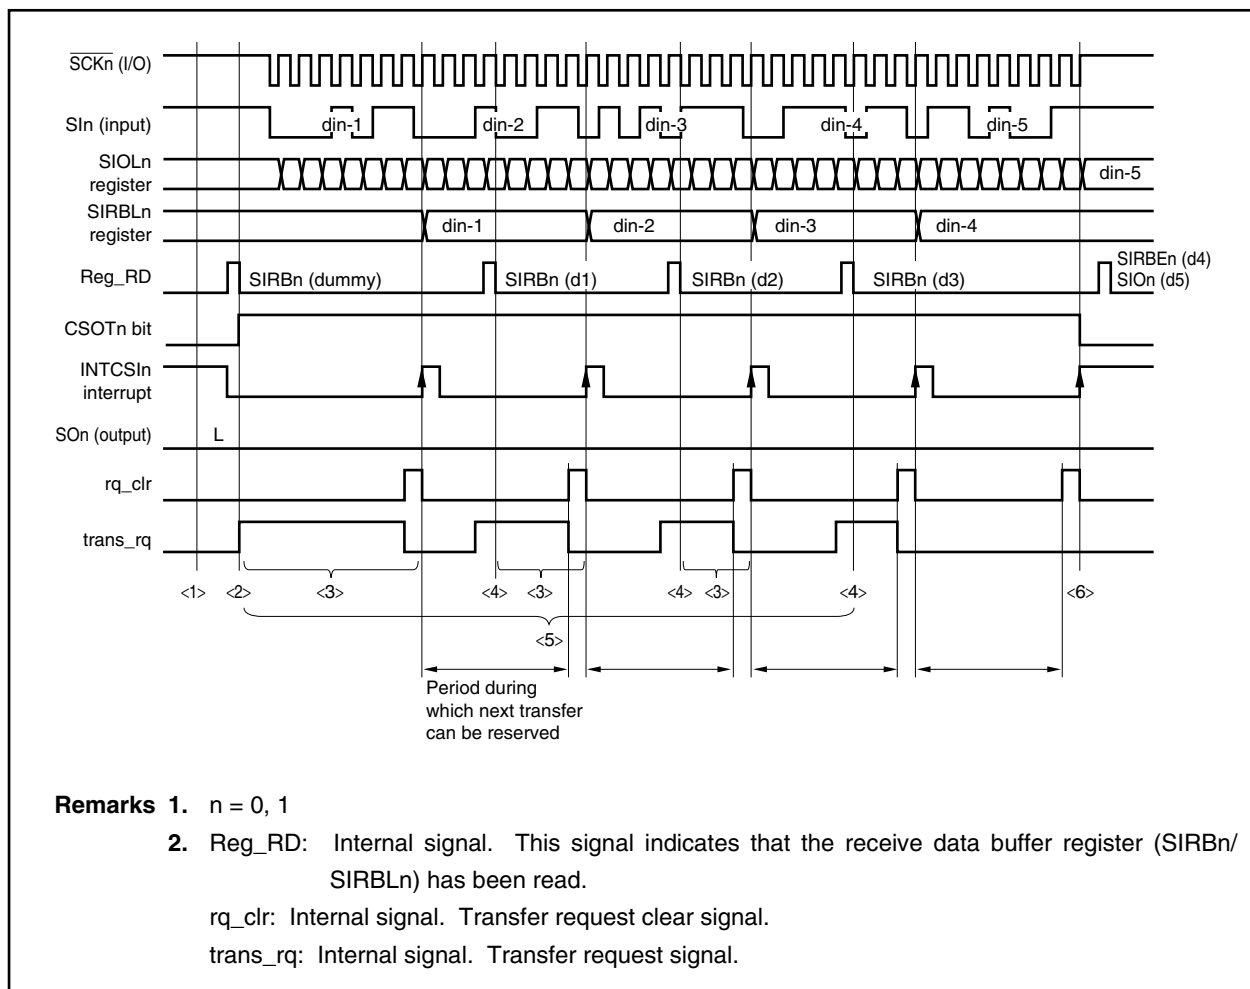 SCKn (I/O)
SIn (input)
din-1
din-2
din-3
din-4
din-5
SIOLn
register
din-5
SIRBLn
register
din-1
din-2
din-3
din-4
Reg_RD
SIRBn (dummy)
SIRBn (d1)
SIRBn (d2)
SIRBn (d3)
SIRBEn (d4)
SIOn (d5)
CSOTn bit
INTCSIn
interrupt
SOn (output)
L
rq_clr
trans_rq
<1>
<2>
<3>
<4>
<3>
<4>
<3>
<4>
<6>
<5>
Period during
which next transfer
can be reserved
Remarks 1. n = 0, 1
2. Reg_RD: Internal signal. This signal indicates that the receive data buffer register (SIRBn/
SIRBLn) has been read.
rq_clr: Internal signal. Transfer request clear signal.
trans_rq: Internal signal. Transfer request signal.